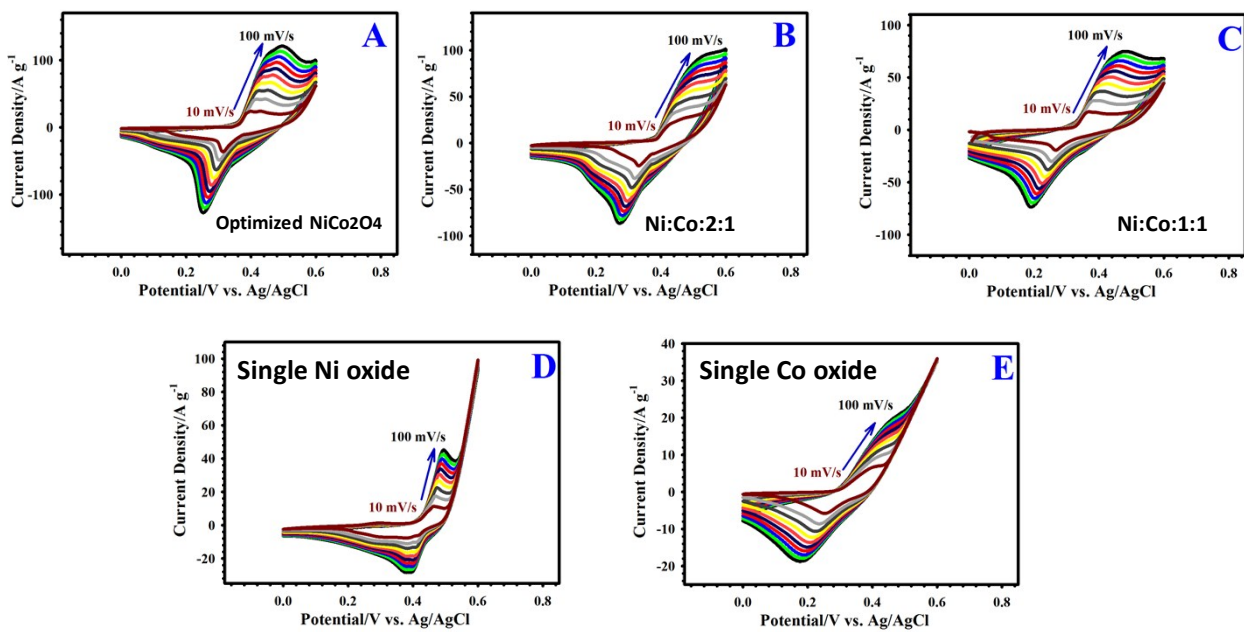 A
100 mV/s
10 mV/s
Optimized NiCo2O4
100
0
-100
0.0 0.2 0.4 0.6 0.8
Current Density/A g-1
Potential/V vs. Ag/AgCl
B
100 mV/s
10 mV/s
Ni:Co:2:1
100
50
0
-50
-100
0.0 0.2 0.4 0.6 0.8
Current Density/A g-1
Potential/V vs. Ag/AgCl
C
100 mV/s
10 mV/s
Ni:Co:1:1
100
50
0
-50
-100
0.0 0.2 0.4 0.6 0.8
Current Density/A g-1
Potential/V vs. Ag/AgCl
Single Ni oxide
D
100 mV/s
10 mV/s
100
80
60
40
20
0
-20
0.0 0.2 0.4 0.6 0.8
Current Density/A g-1
Potential/V vs. Ag/AgCl
Single Co oxide
E
100 mV/s
10 mV/s
40
30
20
10
0
-10
-20
0.0 0.2 0.4 0.6 0.8
Current Density/A g-1
Potential/V vs. Ag/AgCl